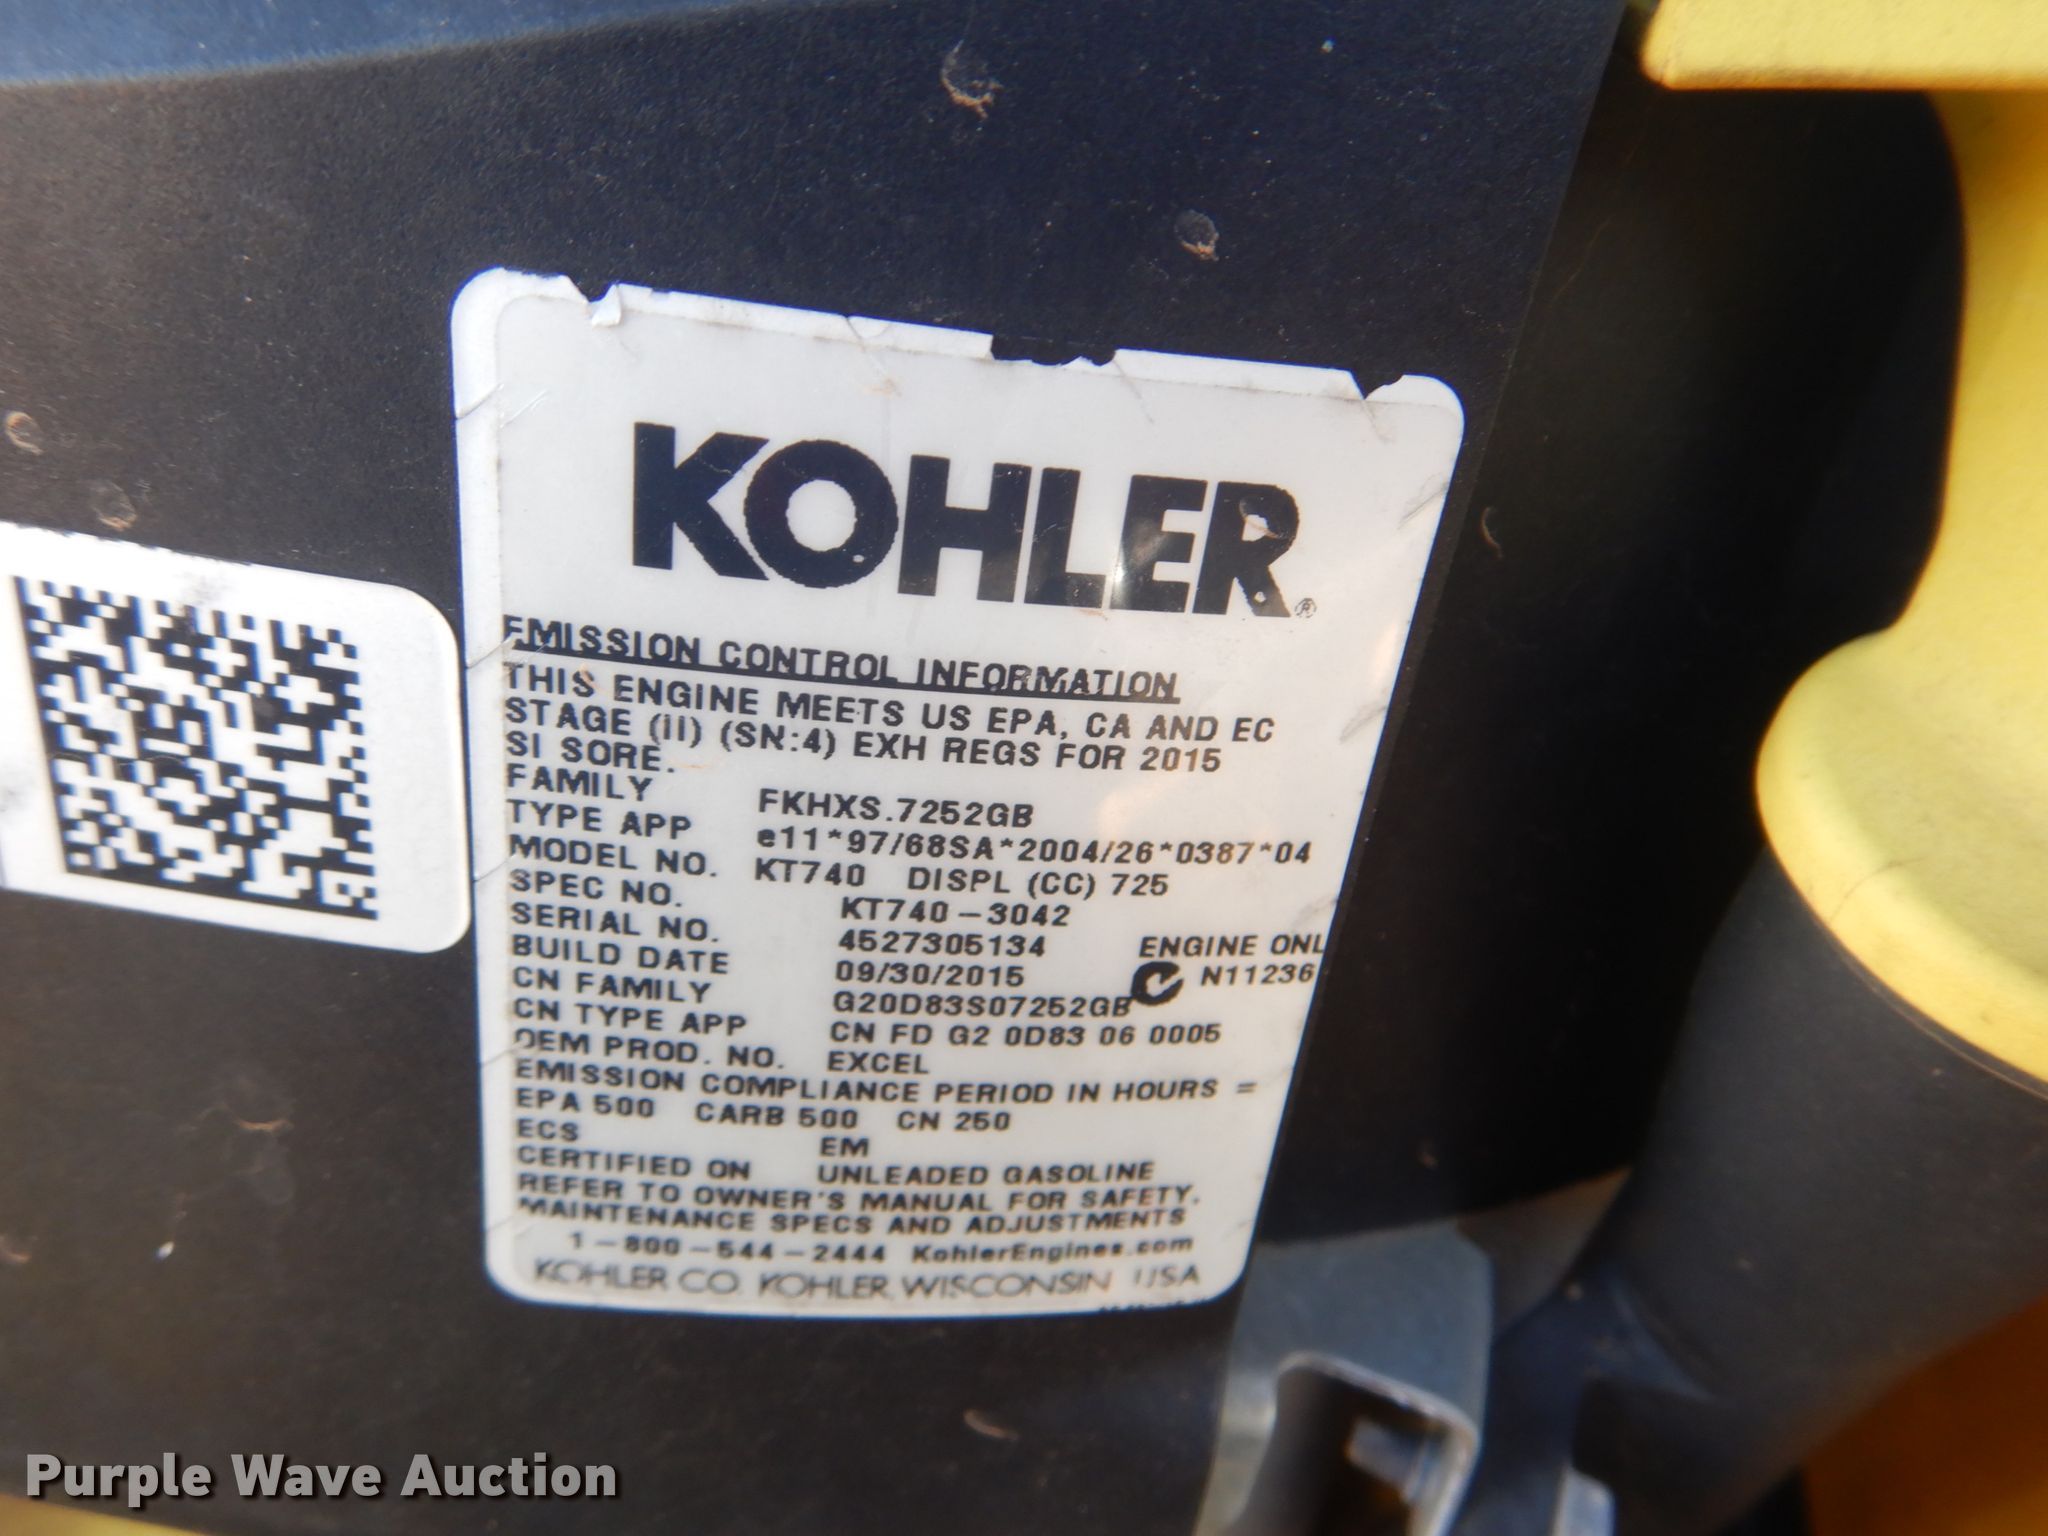 KOHLER®
EMISSION CONTROL INFORMATION
THIS ENGINE MEETS US EPA, CA AND EC
STAGE (II) (SN:4) EXH REGS FOR 2015
SI SORE.
FAMILY FKHXS.7252GB
TYPE APP e11*97/68SA*2004/26*0387*04
MODEL NO. KT740 DISPL (CC) 725
SPEC NO. KT740-3042
SERIAL NO. 4527305134 ENGINE ONL
BUILD DATE 09/30/2015 N11236
CN FAMILY G20D83S07252GB
CN TYPE APP CN FD G2 0D83 06 0005
OEM PROD. NO. EXCEL
EMISSION COMPLIANCE PERIOD IN HOURS =
EPA 500 CARB 500 CN 250
ECS EM
CERTIFIED ON UNLEADED GASOLINE
REFER TO OWNER'S MANUAL FOR SAFETY,
MAINTENANCE SPECS AND ADJUSTMENTS
1-800-544-2444 KohlerEngines.com
KOHLER CO. KOHLER, WISCONSIN USA
Purple Wave Auction